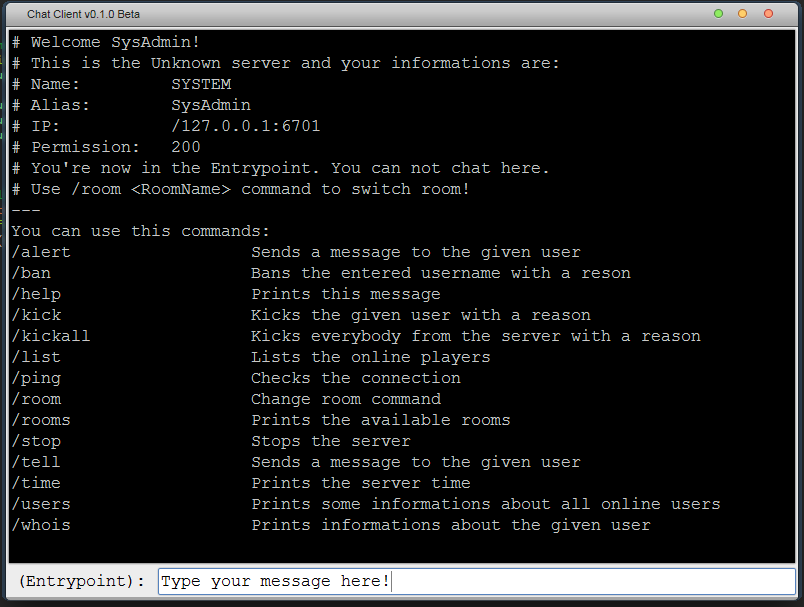 Chat Client v0.1.0 Beta
# Welcome SysAdmin!
# This is the Unknown server and your informations are:
# Name: SYSTEM
# Alias: SysAdmin
# IP: /127.0.0.1:6701
# Permission: 200
# You're now in the Entrypoint. You can not chat here.
# Use /room <RoomName> command to switch room!
---
You can use this commands:
/alert Sends a message to the given user
/ban Bans the entered username with a reson
/help Prints this message
/kick Kicks the given user with a reason
/kickall Kicks everybody from the server with a reason
/list Lists the online players
/ping Checks the connection
/room Change room command
/rooms Prints the available rooms
/stop Stops the server
/tell Sends a message to the given user
/time Prints the server time
/users Prints some informations about all online users
/whois Prints informations about the given user
(Entrypoint): Type your message here!